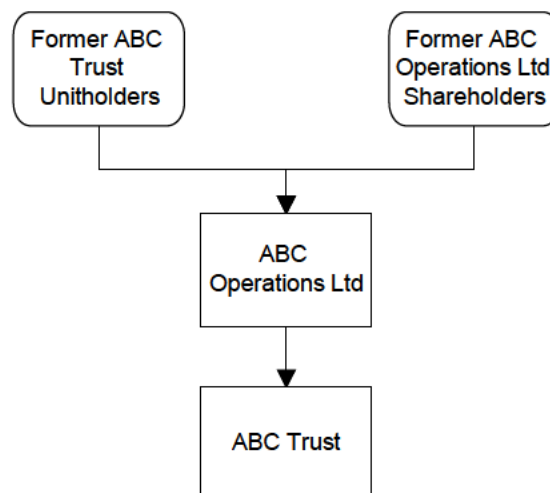 Former ABC
Trust
Unitholders
Former ABC
Operations Ltd
Shareholders
ABC
Operations Ltd
ABC Trust